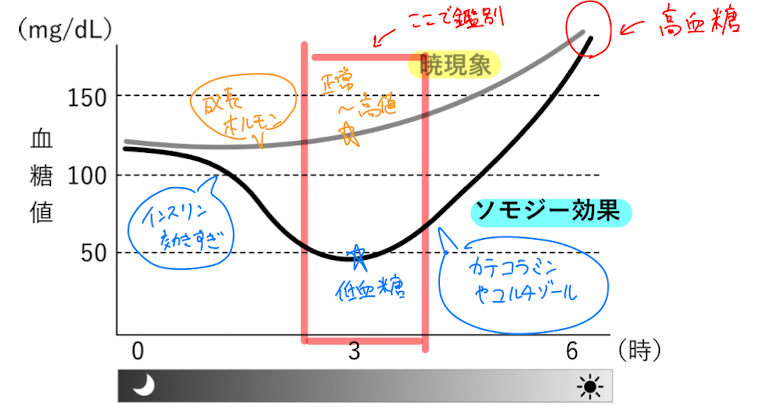 (mg/dL)
ここで鑑別
高血糖
暁現象
正常
～高値
150
成長
ホルモン
血糖値
100
インスリン
効きすぎ
ソモジー効果
50
低血糖
カテコラミン
やコルチゾール
0
3
6
(時)